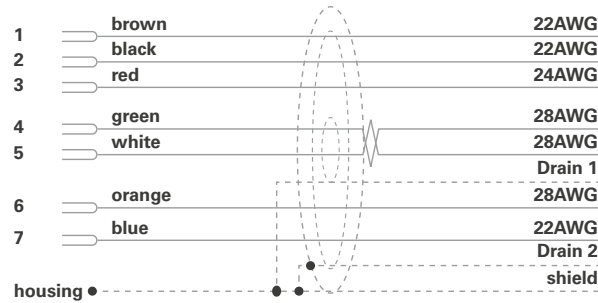 1 brown 22AWG
2 black 22AWG
3 red 24AWG
4 green 28AWG
5 white 28AWG
Drain 1
6 orange 28AWG
7 blue 22AWG
Drain 2
shield
housing